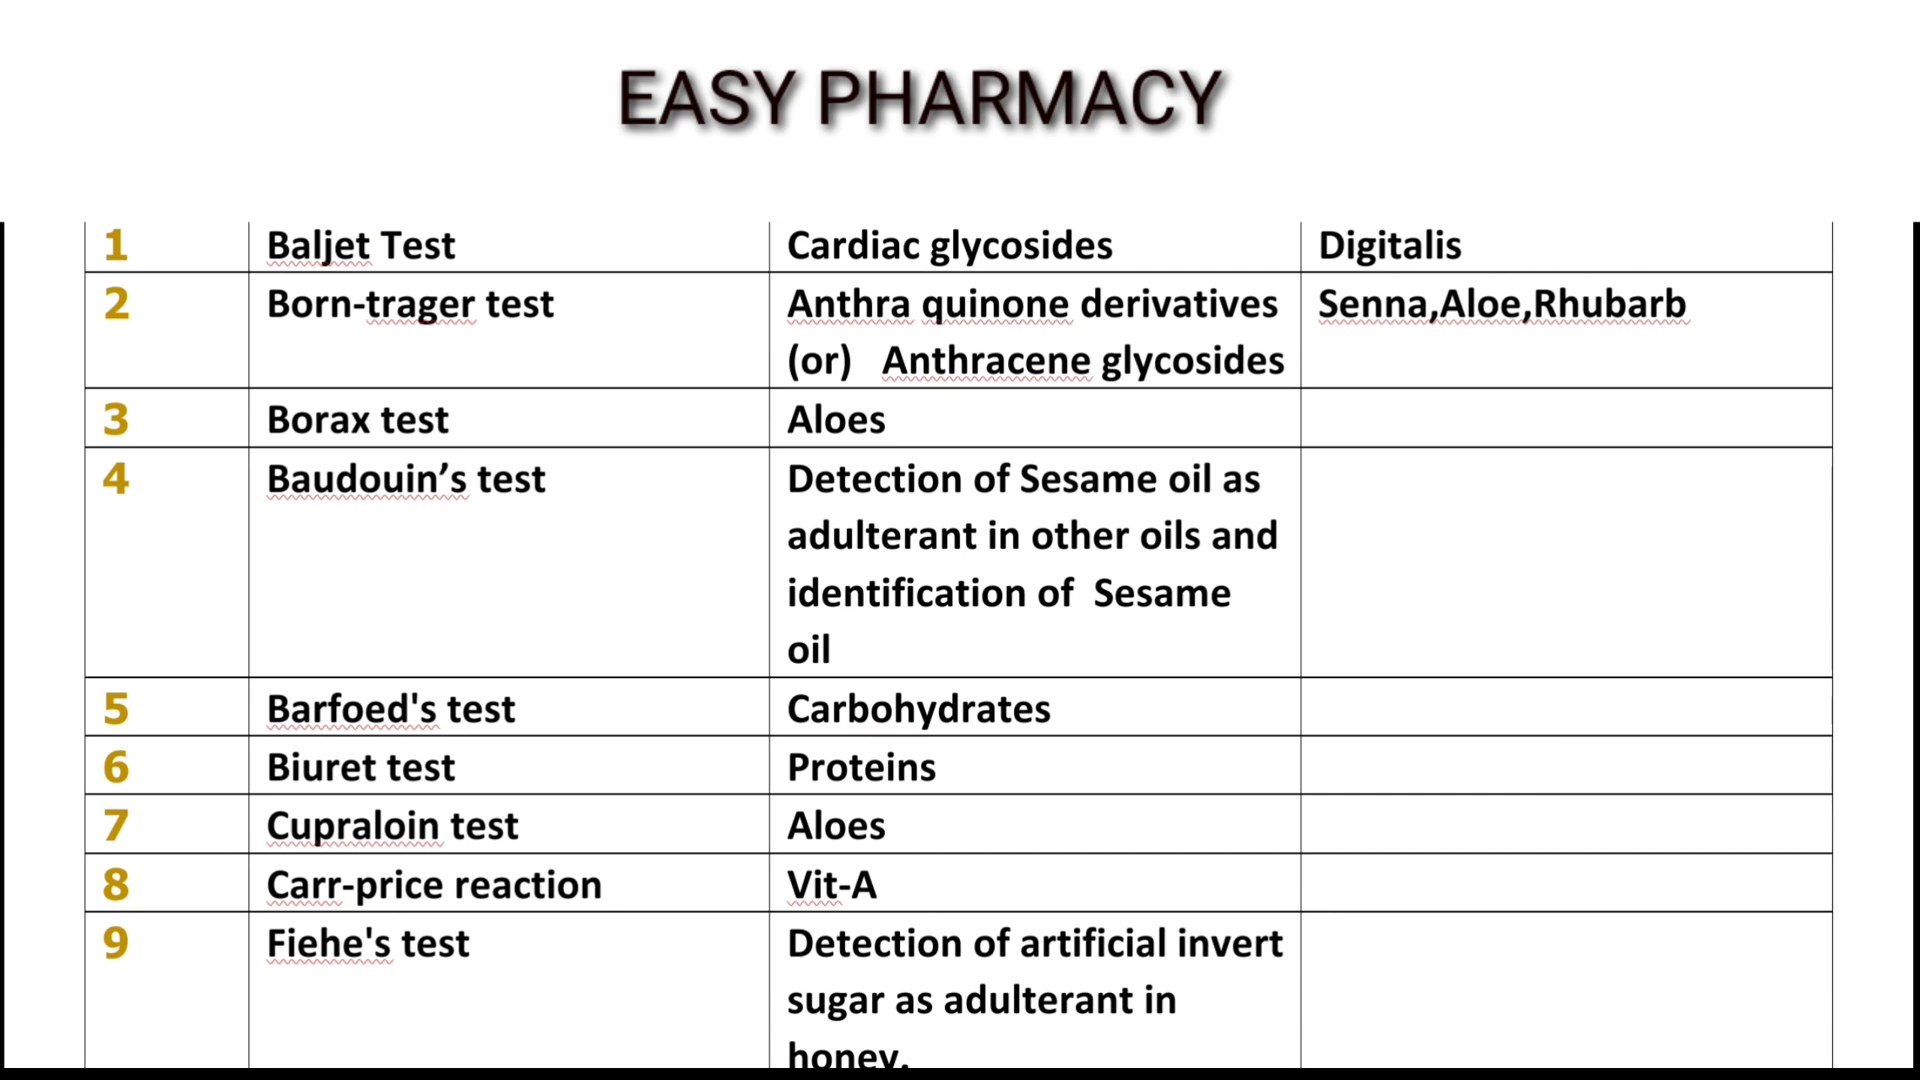 EASY PHARMACY
1 Baljet Test Cardiac glycosides Digitalis
2 Born-trager test Anthra quinone derivatives Senna,Aloe,Rhubarb
(or) Anthracene glycosides
3 Borax test Aloes
4 Baudouin’s test Detection of Sesame oil as
adulterant in other oils and
identification of Sesame
oil
5 Barfoed's test Carbohydrates
6 Biuret test Proteins
7 Cupraloin test Aloes
8 Carr-price reaction Vit-A
9 Fiehe's test Detection of artificial invert
sugar as adulterant in
honey.